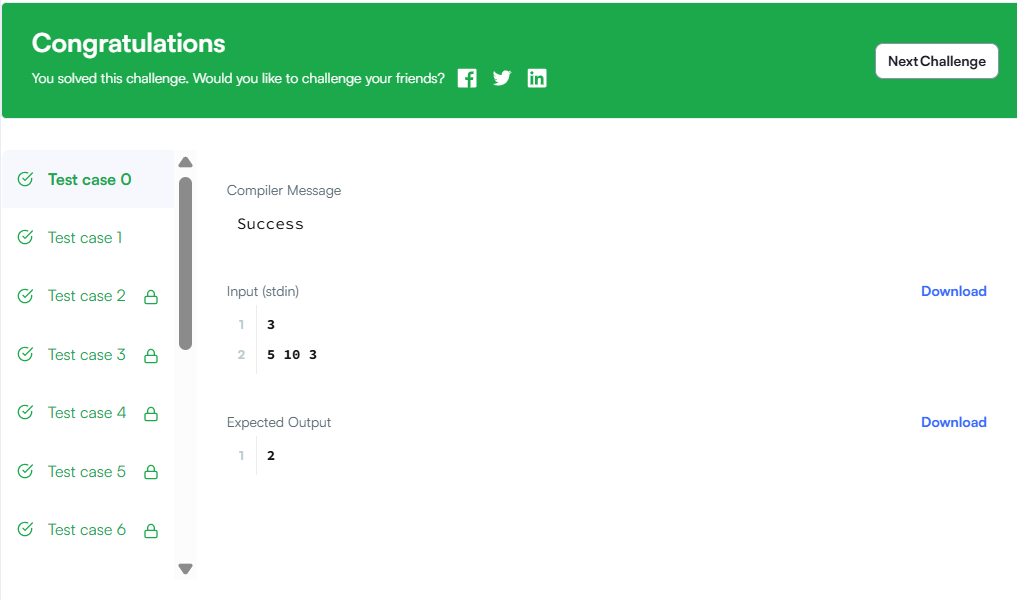 Congratulations
You solved this challenge. Would you like to challenge your friends?
Next Challenge
Test case 0
Test case 1
Test case 2
Test case 3
Test case 4
Test case 5
Test case 6
Compiler Message
Success
Input (stdin)
Download
1 3
2 5 10 3
Expected Output
Download
1 2